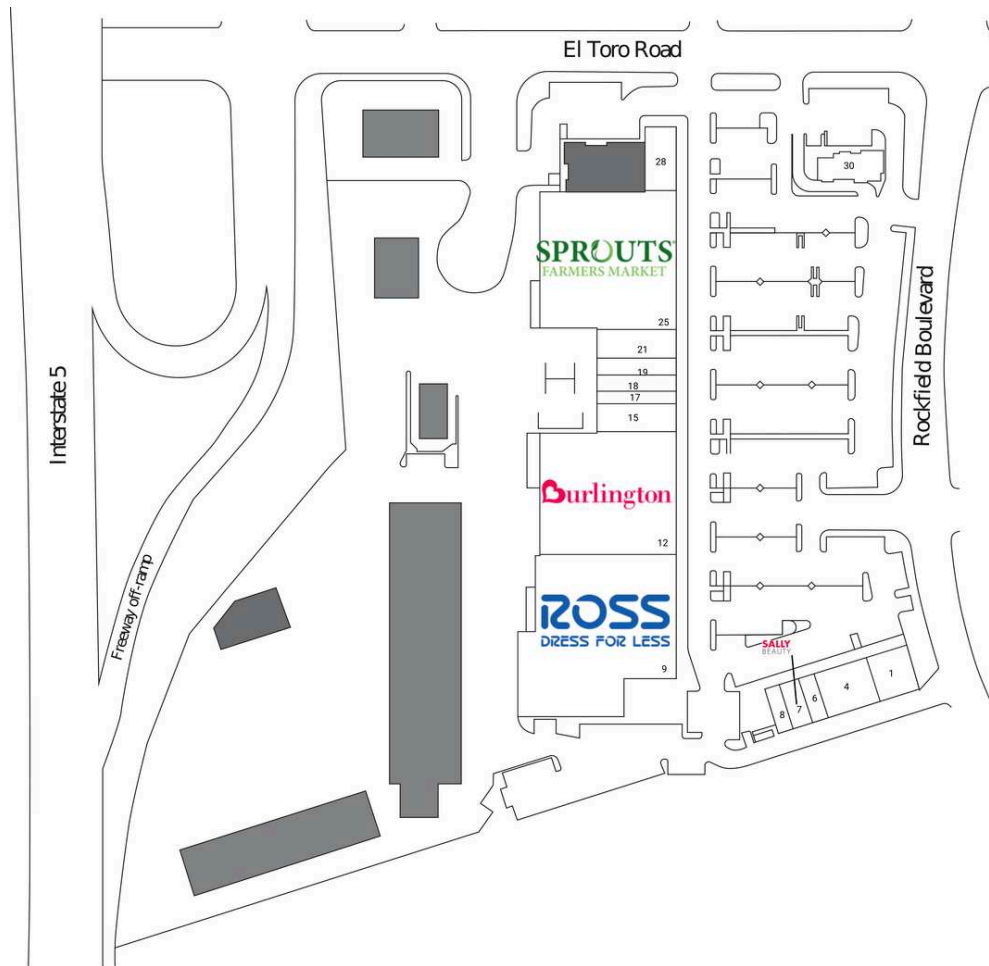 El Toro Road
28
30
SPROUTS
FARMERS MARKET
25
21
19
18
17
15
Interstate 5
Rockfield Boulevard
Burlington
12
Freeway off-ramp
ROSS
DRESS FOR LESS
9
SALLY
BEAUTY
8
7
6
4
1